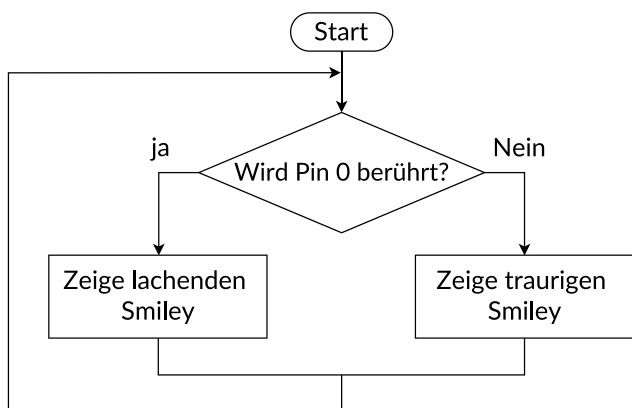 Start
ja
Nein
Wird Pin 0 berührt?
Zeige lachenden
Smiley
Zeige traurigen
Smiley